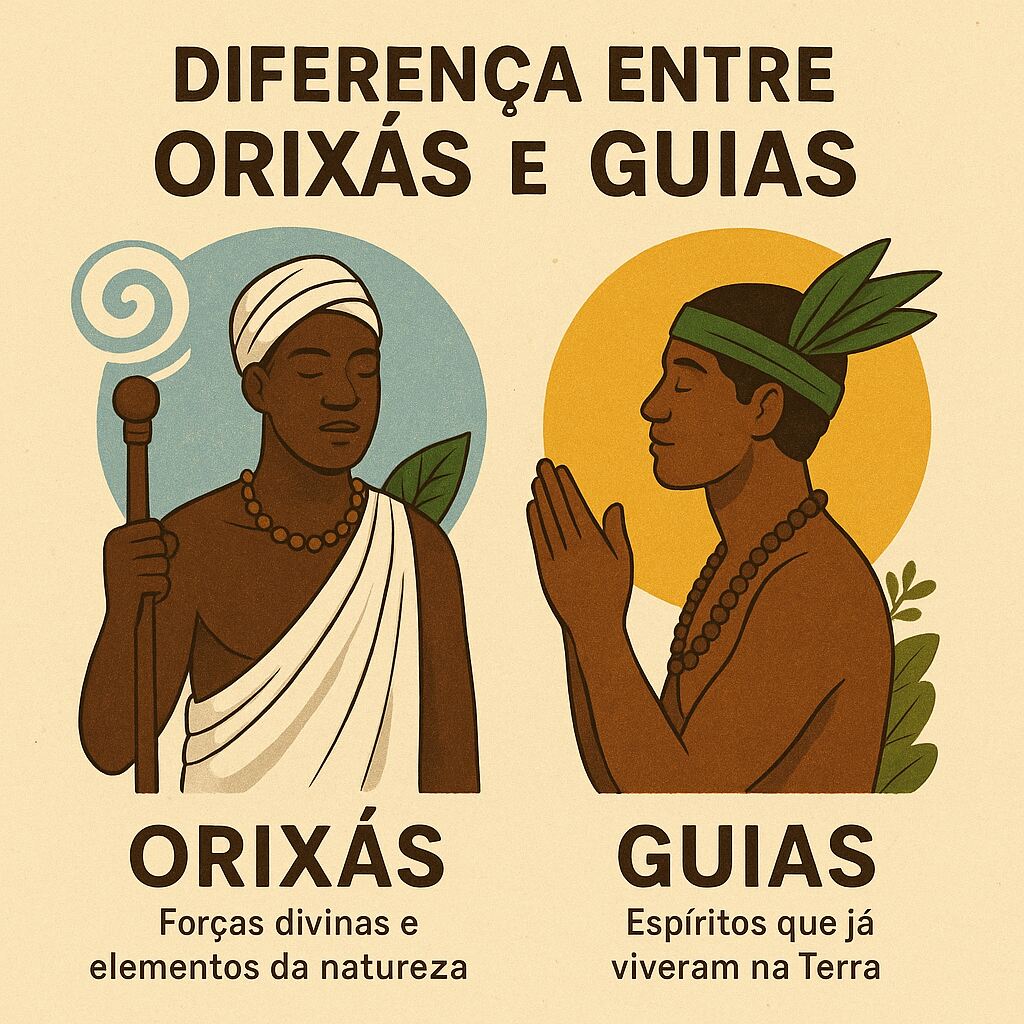 DIFERENÇA ENTRE
ORIXÁS E GUIAS
ORIXÁS
Forças divinas e
elementos da natureza
GUIAS
Espíritos que já
viveram na Terra